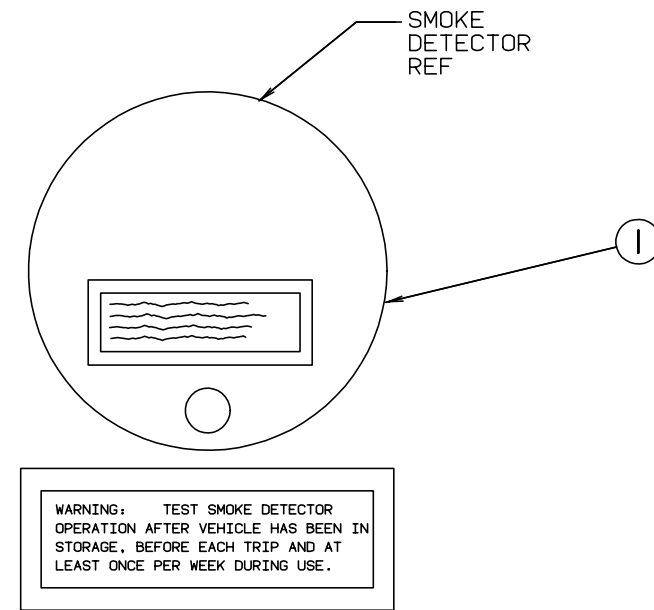 SMOKE
DETECTOR
REF
1
WARNING: TEST SMOKE DETECTOR
OPERATION AFTER VEHICLE HAS BEEN IN
STORAGE, BEFORE EACH TRIP AND AT
LEAST ONCE PER WEEK DURING USE.